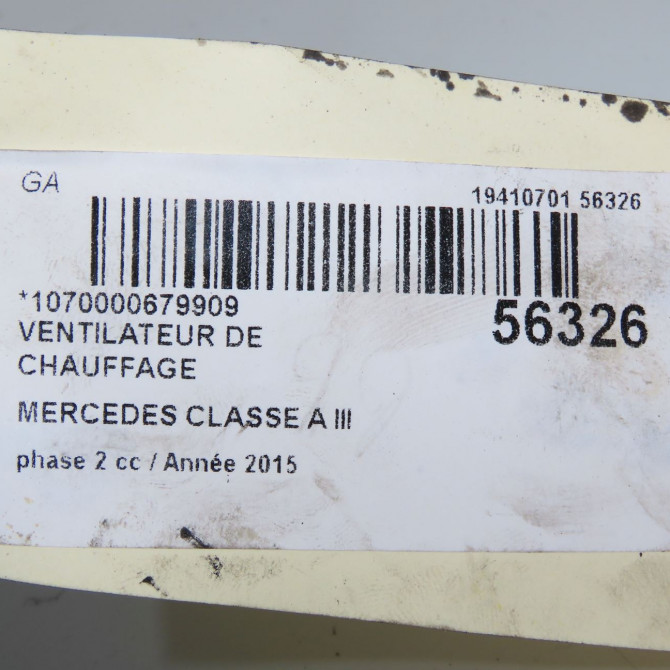 GA
19410701 56326
*1070000679909
56326
VENTILATEUR DE
CHAUFFAGE
MERCEDES CLASSE A III
phase 2 cc / Année 2015